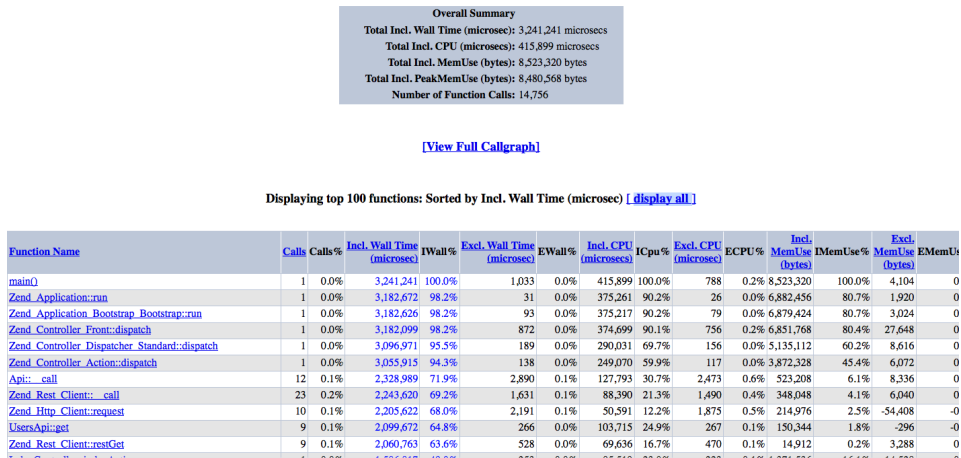 Overall Summary
Total Incl. Wall Time (microsec): 3,241,241 microsecs
Total Incl. CPU (microsecs): 415,899 microsecs
Total Incl. MemUse (bytes): 8,523,320 bytes
Total Incl. PeakMemUse (bytes): 8,480,568 bytes
Number of Function Calls: 14,756
[View Full Callgraph]
Displaying top 100 functions: Sorted by Incl. Wall Time (microsec) [ display all ]
Function Name Calls Calls% Incl. Wall Time (microsec) IWall% Excl. Wall Time (microsec) EWall% Incl. CPU (microsecs) ICpu% Excl. CPU (microsec) ECPU% Incl. MemUse (bytes) IMemUse% Excl. MemUse (bytes) EMemUs
main() 1 0.0% 3,241,241 100.0% 1,033 0.0% 415,899 100.0% 788 0.2% 8,523,320 100.0% 4,104 0
Zend_Application::run 1 0.0% 3,182,672 98.2% 31 0.0% 375,261 90.2% 26 0.0% 6,882,456 80.7% 1,920 0
Zend_Application_Bootstrap_Bootstrap::run 1 0.0% 3,182,626 98.2% 93 0.0% 375,217 90.2% 79 0.0% 6,879,424 80.7% 3,024 0
Zend_Controller_Front::dispatch 1 0.0% 3,182,099 98.2% 872 0.0% 374,699 90.1% 756 0.2% 6,851,768 80.4% 27,648 0
Zend_Controller_Dispatcher_Standard::dispatch 1 0.0% 3,096,971 95.5% 189 0.0% 290,031 69.7% 156 0.0% 5,135,112 60.2% 8,616 0
Zend_Controller_Action::dispatch 1 0.0% 3,055,915 94.3% 138 0.0% 249,070 59.9% 117 0.0% 3,872,328 45.4% 6,072 0
Api::__call 12 0.1% 2,328,989 71.9% 2,890 0.1% 127,793 30.7% 2,473 0.6% 523,208 6.1% 8,336 0
Zend_Rest_Client::__call 23 0.2% 2,243,620 69.2% 1,631 0.1% 88,390 21.3% 1,490 0.4% 348,048 4.1% 6,040 0
Zend_Http_Client::request 10 0.1% 2,205,622 68.0% 2,191 0.1% 50,591 12.2% 1,875 0.5% 214,976 2.5% -54,408 -0
UsersApi::get 9 0.1% 2,099,672 64.8% 266 0.0% 103,715 24.9% 267 0.1% 150,344 1.8% -296 -0
Zend_Rest_Client::restGet 9 0.1% 2,060,763 63.6% 528 0.0% 69,636 16.7% 470 0.1% 14,912 0.2% 3,288 0